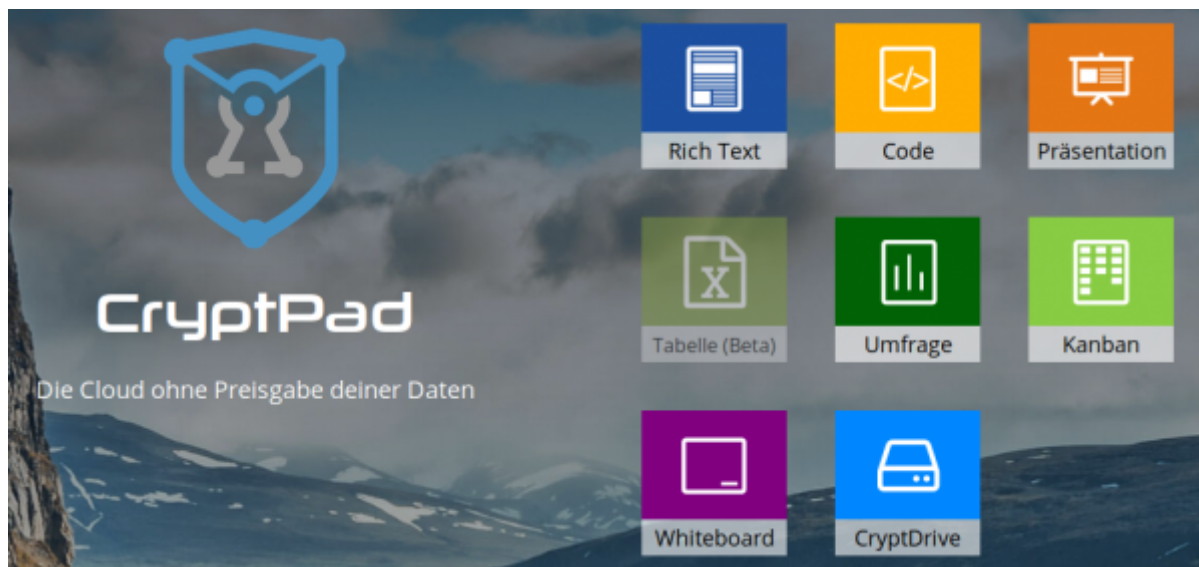 CryptPad
Die Cloud ohne Preisgabe deiner Daten
Rich Text
</>
Code
Präsentation
X
Tabelle (Beta)
Umfrage
Kanban
Whiteboard
CryptDrive